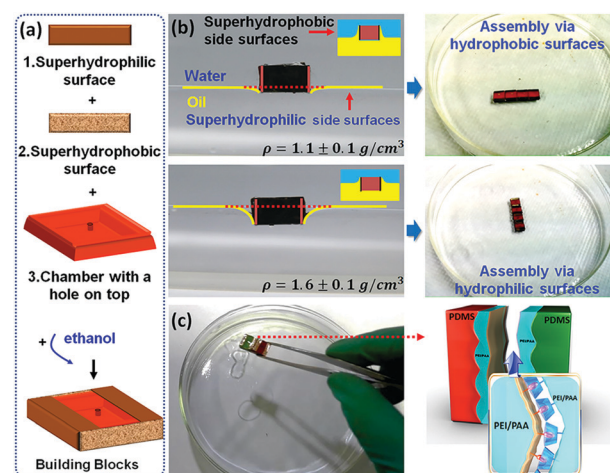 (a)
1.Superhydrophilic
surface
+
2.Superhydrophobic
surface
+
3.Chamber with a
hole on top
+ ethanol
Building Blocks
(b) Superhydrophobic
side surfaces
Water
Oil
Superhydrophilic side surfaces
ρ = 1.1 ± 0.1 g/cm³
Assembly via
hydrophobic surfaces
ρ = 1.6 ± 0.1 g/cm³
Assembly via
hydrophilic surfaces
(c)
PDMS
PDMS
PEI/PAA
PEI/PAA
PEI/PAA
PEI/PAA